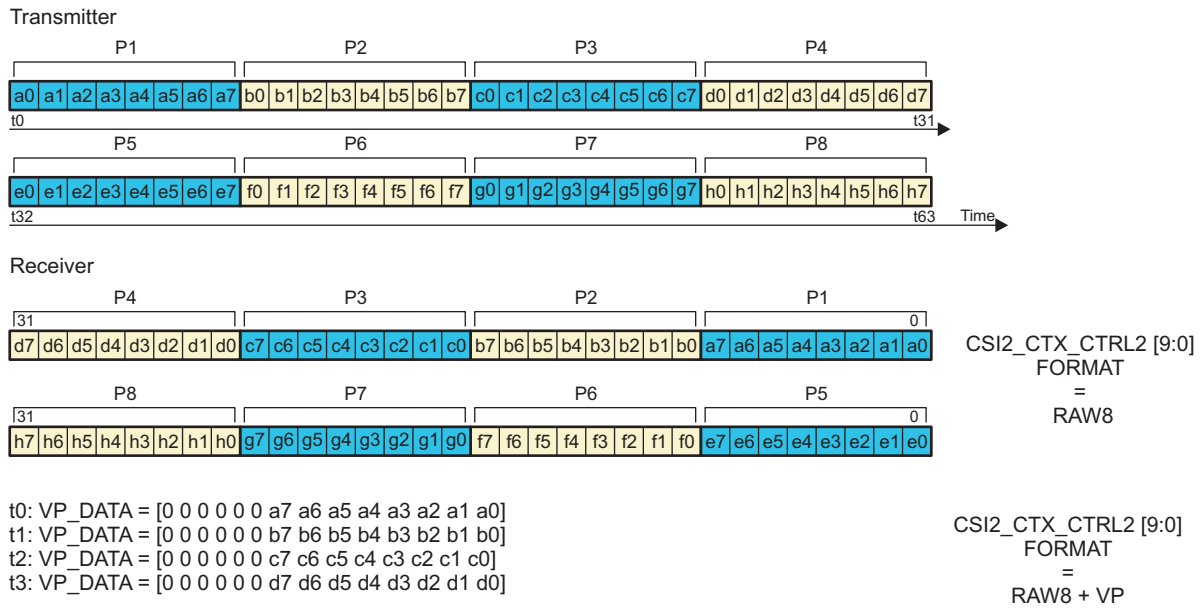 Transmitter
P1 P2 P3 P4
a0 a1 a2 a3 a4 a5 a6 a7 b0 b1 b2 b3 b4 b5 b6 b7 c0 c1 c2 c3 c4 c5 c6 c7 d0 d1 d2 d3 d4 d5 d6 d7
t0 t31
P5 P6 P7 P8
e0 e1 e2 e3 e4 e5 e6 e7 f0 f1 f2 f3 f4 f5 f6 f7 g0 g1 g2 g3 g4 g5 g6 g7 h0 h1 h2 h3 h4 h5 h6 h7
t32 t63 Time
Receiver
P4 P3 P2 P1
31 0
d7 d6 d5 d4 d3 d2 d1 d0 c7 c6 c5 c4 c3 c2 c1 c0 b7 b6 b5 b4 b3 b2 b1 b0 a7 a6 a5 a4 a3 a2 a1 a0
P8 P7 P6 P5
31 0
h7 h6 h5 h4 h3 h2 h1 h0 g7 g6 g5 g4 g3 g2 g1 g0 f7 f6 f5 f4 f3 f2 f1 f0 e7 e6 e5 e4 e3 e2 e1 e0
CSI2_CTX_CTRL2 [9:0]
FORMAT
=
RAW8
t0: VP_DATA = [0 0 0 0 0 0 a7 a6 a5 a4 a3 a2 a1 a0]
t1: VP_DATA = [0 0 0 0 0 0 b7 b6 b5 b4 b3 b2 b1 b0]
t2: VP_DATA = [0 0 0 0 0 0 c7 c6 c5 c4 c3 c2 c1 c0]
t3: VP_DATA = [0 0 0 0 0 0 d7 d6 d5 d4 d3 d2 d1 d0]
CSI2_CTX_CTRL2 [9:0]
FORMAT
=
RAW8 + VP